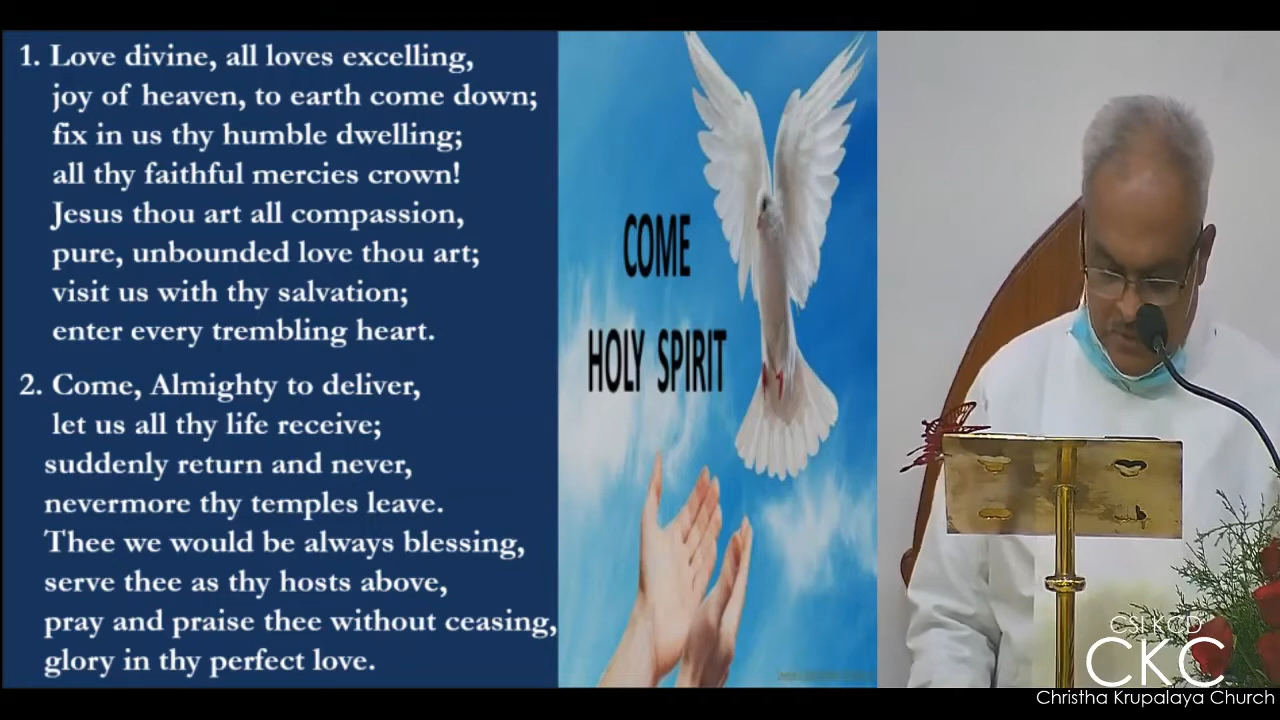 1. Love divine, all loves excelling,
joy of heaven, to earth come down;
fix in us thy humble dwelling;
all thy faithful mercies crown!
Jesus thou art all compassion,
pure, unbounded love thou art;
visit us with thy salvation;
enter every trembling heart.
2. Come, Almighty to deliver,
let us all thy life receive;
suddenly return and never,
nevermore thy temples leave.
Thee we would be always blessing,
serve thee as thy hosts above,
pray and praise thee without ceasing,
glory in thy perfect love.
COME
HOLY SPIRIT
CSI KCD
CKC
Christha Krupalaya Church